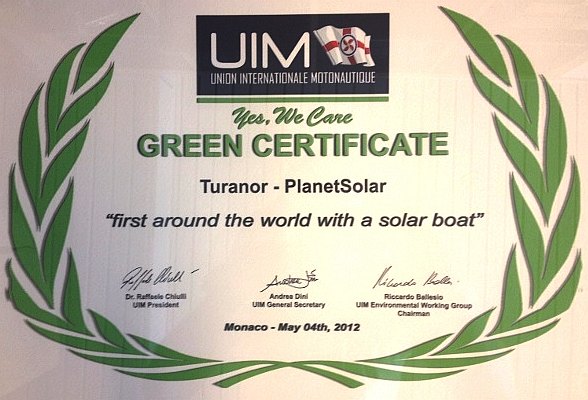 UIM
UNION INTERNATIONALE MOTONAUTIQUE
Yes, We Care
GREEN CERTIFICATE
Turanor - PlanetSolar
“first around the world with a solar boat”
Dr. Raffaele Chiulli
UIM President
Andrea Dini
UIM General Secretary
Riccardo Ballesio
UIM Environmental Working Group
Chairman
Monaco - May 04th, 2012